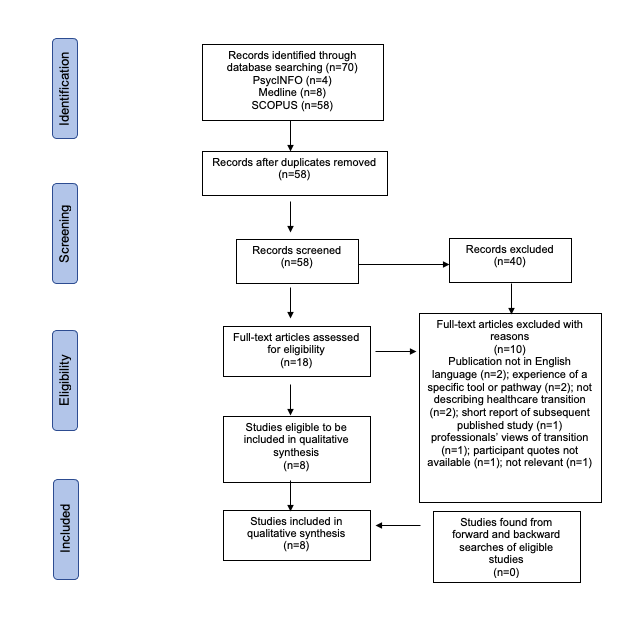 Identification
Records identified through
database searching (n=70)
PsycINFO (n=4)
Medline (n=8)
SCOPUS (n=58)
Records after duplicates removed
(n=58)
Screening
Records screened
(n=58)
Records excluded
(n=40)
Eligibility
Full-text articles assessed
for eligibility
(n=18)
Full-text articles excluded with
reasons
(n=10)
Publication not in English
language (n=2); experience of a
specific tool or pathway (n=2); not
describing healthcare transition
(n=2); short report of subsequent
published study (n=1)
professionals’ views of transition
(n=1); participant quotes not
available (n=1); not relevant (n=1)
Studies eligible to be
included in qualitative
synthesis
(n=8)
Included
Studies included in
qualitative synthesis
(n=8)
Studies found from
forward and backward
searches of eligible
studies
(n=0)